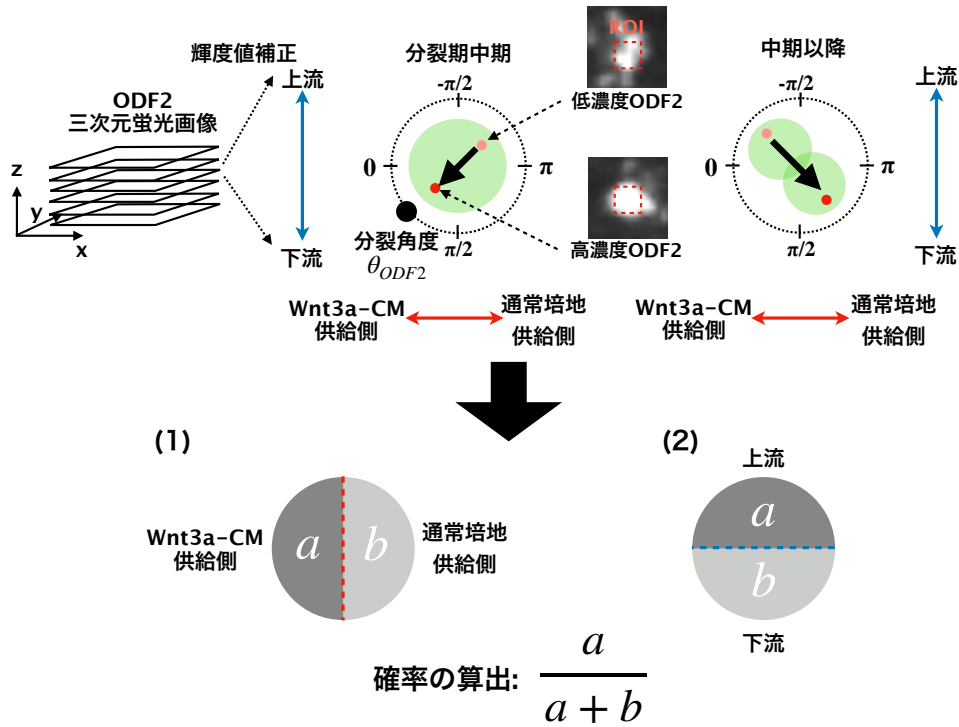 輝度値補正
ODF2
三次元蛍光画像
z
y
x
上流
下流
分裂期中期
-π/2
0
π
π/2
分裂角度
θODF2
ROI
低濃度ODF2
高濃度ODF2
中期以降
-π/2
0
π
π/2
上流
下流
Wnt3a-CM
供給側
通常培地
供給側
Wnt3a-CM
供給側
通常培地
供給側
(1)
Wnt3a-CM
供給側
a
b
通常培地
供給側
(2)
上流
a
b
下流
確率の算出:
a
a + b